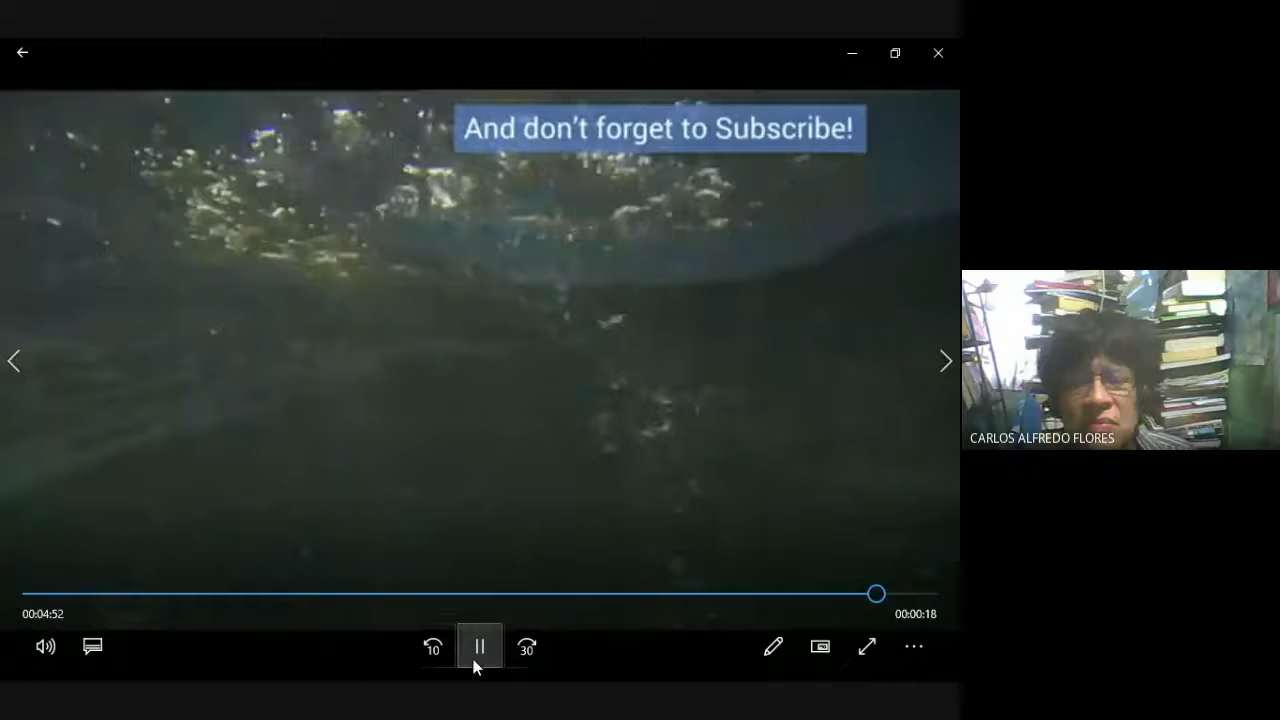 And don't forget to Subscribe!
CARLOS ALFREDO FLORES
00:04:52
00:00:18
10
30